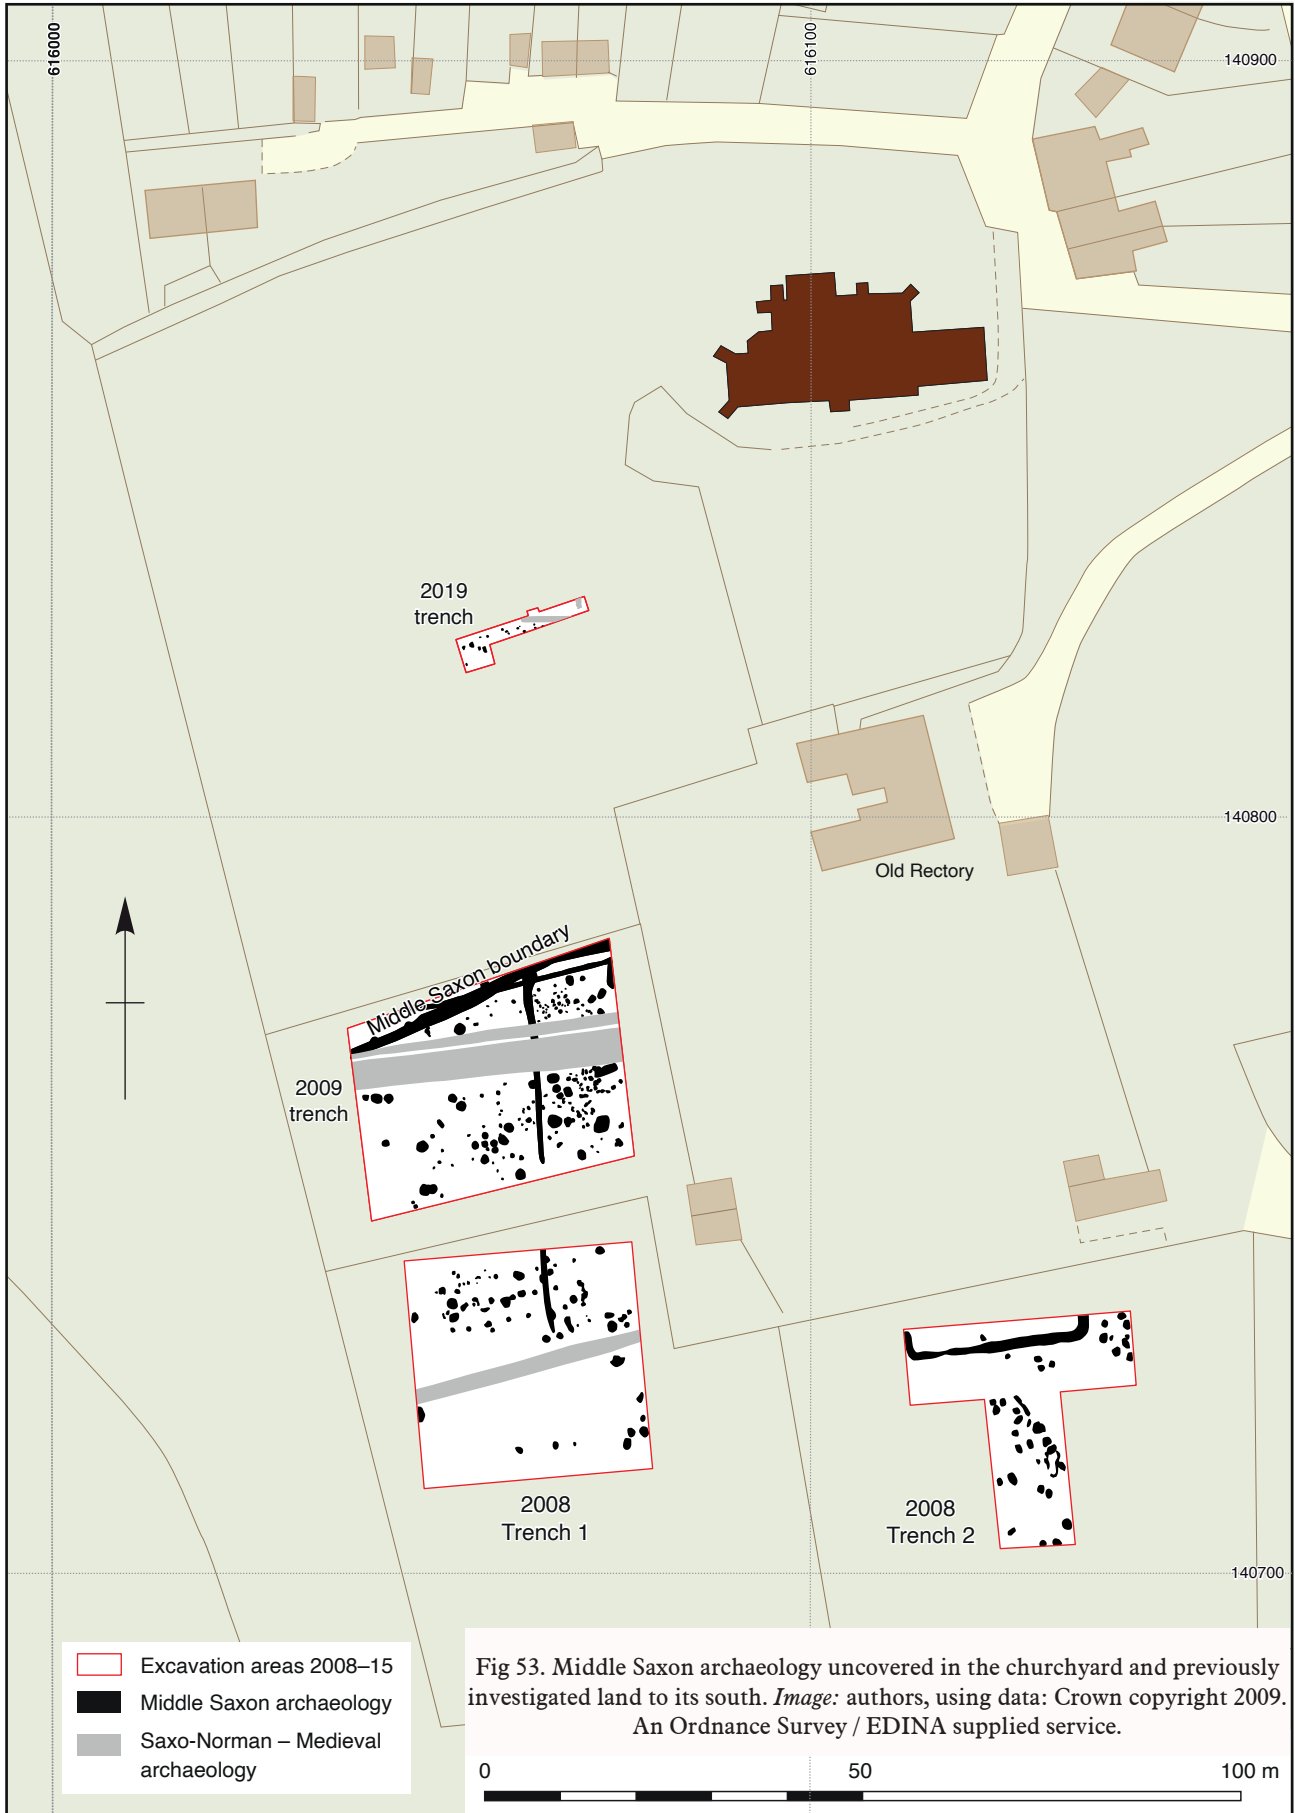 616000
616100
140900
2019
trench
140800
Old Rectory
Middle Saxon boundary
2009
trench
2008
Trench 1
2008
Trench 2
140700
Excavation areas 2008–15
Middle Saxon archaeology
Saxo-Norman – Medieval
archaeology
Fig 53. Middle Saxon archaeology uncovered in the churchyard and previously
investigated land to its south. Image: authors, using data: Crown copyright 2009.
An Ordnance Survey / EDINA supplied service.
0 50 100 m